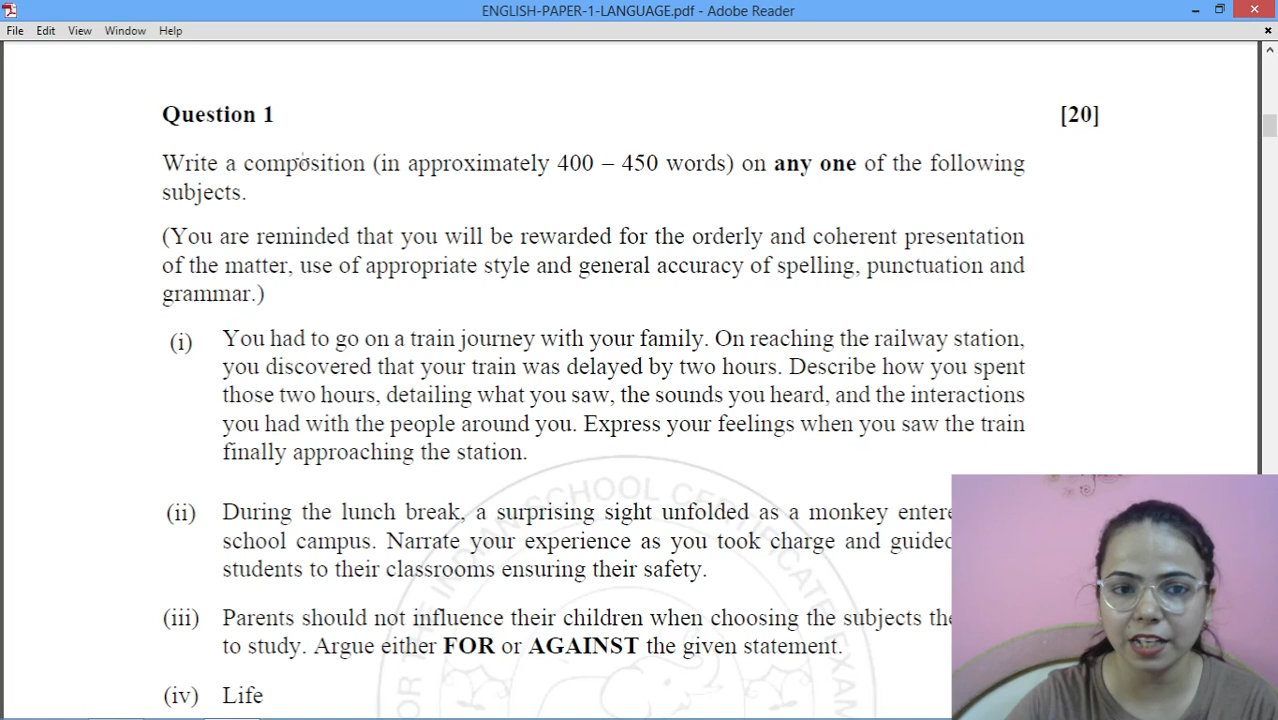 ENGLISH-PAPER-1-LANGUAGE.pdf - Adobe Reader
File Edit View Window Help
Question 1 [20]
Write a composition (in approximately 400 – 450 words) on any one of the following
subjects.
(You are reminded that you will be rewarded for the orderly and coherent presentation
of the matter, use of appropriate style and general accuracy of spelling, punctuation and
grammar.)
(i) You had to go on a train journey with your family. On reaching the railway station,
you discovered that your train was delayed by two hours. Describe how you spent
those two hours, detailing what you saw, the sounds you heard, and the interactions
you had with the people around you. Express your feelings when you saw the train
finally approaching the station.
(ii) During the lunch break, a surprising sight unfolded as a monkey entere
school campus. Narrate your experience as you took charge and guided
students to their classrooms ensuring their safety.
(iii) Parents should not influence their children when choosing the subjects the
to study. Argue either FOR or AGAINST the given statement.
(iv) Life
FOR THE INDIAN SCHOOL CERTIFICATE EXAM